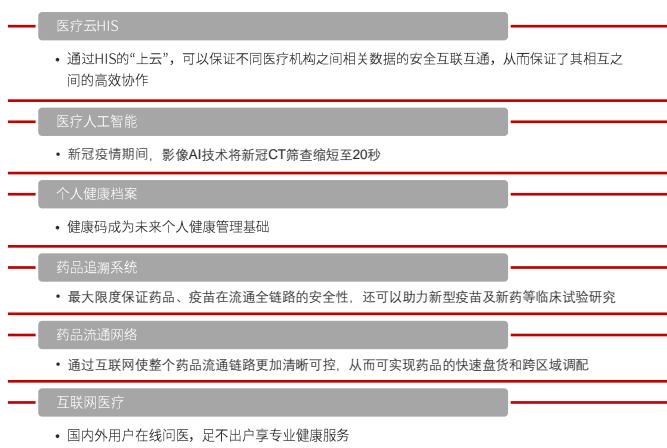 医疗云HIS
• 通过HIS的“上云”，可以保证不同医疗机构之间相关数据的安全互联互通，从而保证了其相互之
间的高效协作
医疗人工智能
• 新冠疫情期间，影像AI技术将新冠CT筛查缩短至20秒
个人健康档案
• 健康码成为未来个人健康管理基础
药品追溯系统
• 最大限度保证药品、疫苗在流通全链路的安全性，还可以助力新型疫苗及新药等临床试验研究
药品流通网络
• 通过互联网使整个药品流通链路更加清晰可控，从而可实现药品的快速盘货和跨区域调配
互联网医疗
• 国内外用户在线问医，足不出户享专业健康服务